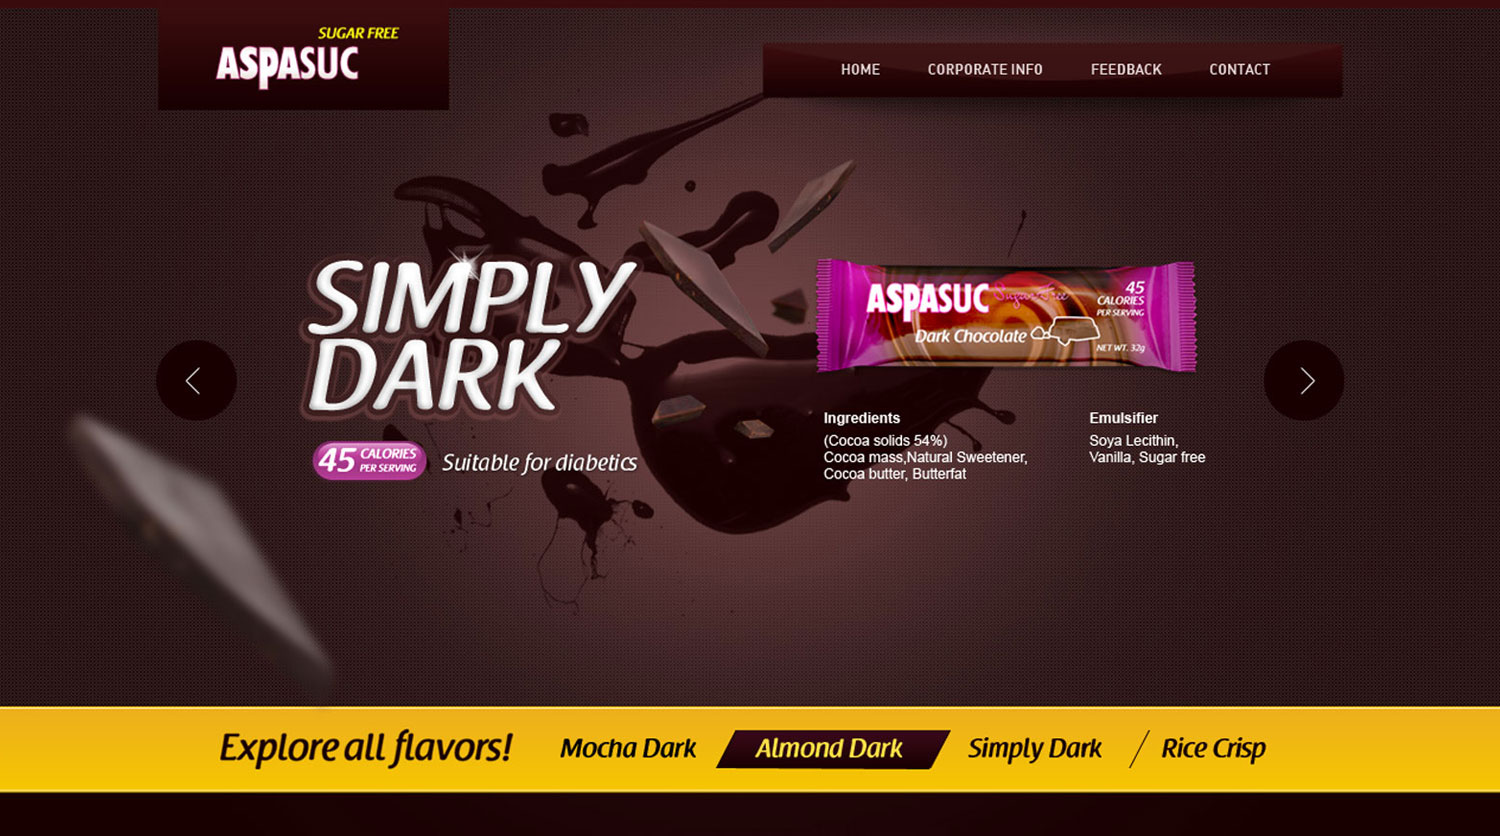 SUGAR FREE
ASPASUC
HOME
CORPORATE INFO
FEEDBACK
CONTACT
SIMPLY
DARK
45 CALORIES
PER SERVING
Suitable for diabetics
ASPASUC Sugar Free
Dark Chocolate
45
CALORIES
PER SERVING
NET WT. 32g
Ingredients
(Cocoa solids 54%)
Cocoa mass,Natural Sweetener,
Cocoa butter, Butterfat
Emulsifier
Soya Lecithin,
Vanilla, Sugar free
Explore all flavors!
Mocha Dark
Almond Dark
Simply Dark
Rice Crisp